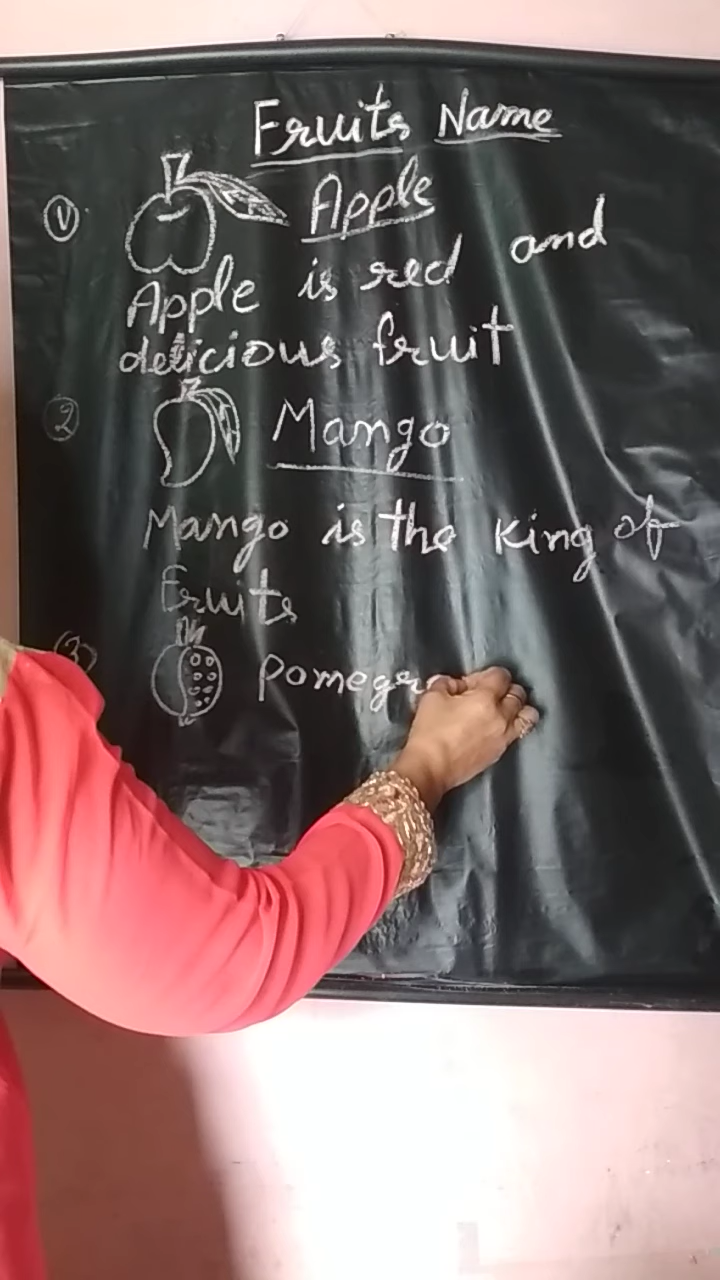 Fruits Name
① Apple
Apple is red and
delicious fruit
② Mango
Mango is the king of
Fruits
③ Pomegr